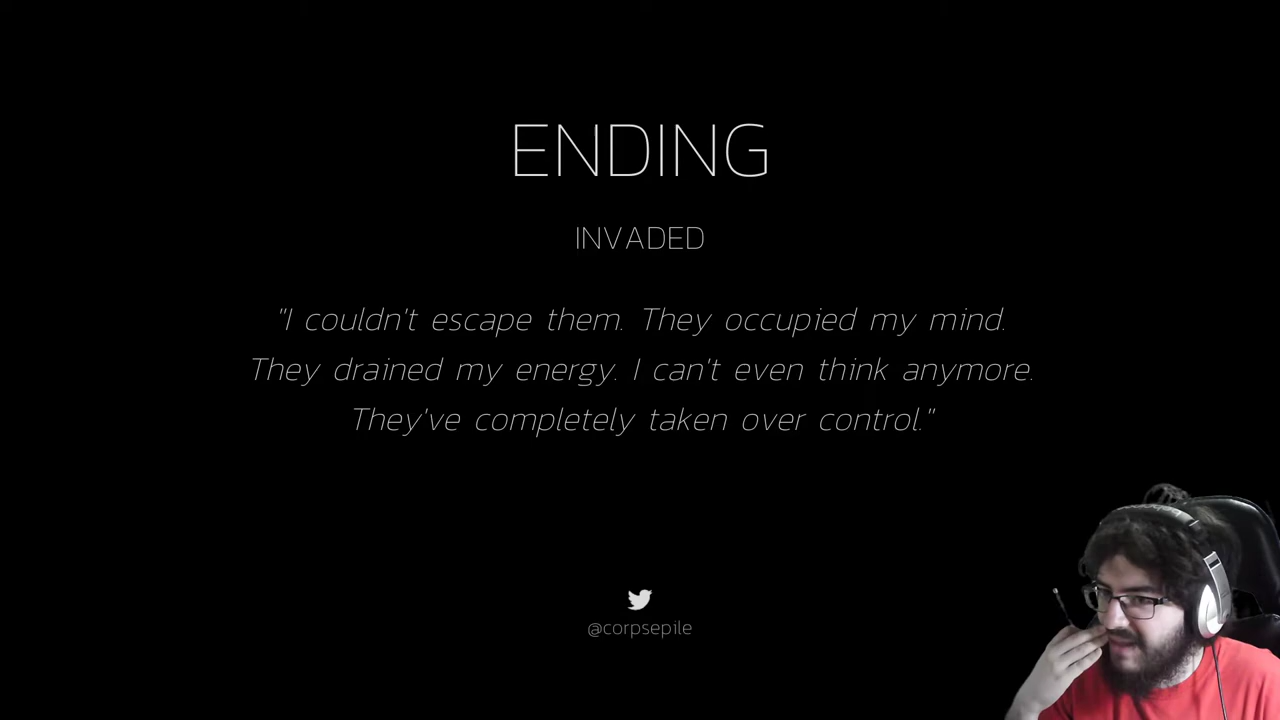 ENDING
INVADED
"I couldn't escape them. They occupied my mind.
They drained my energy. I can't even think anymore.
They've completely taken over control."
@corpsepile